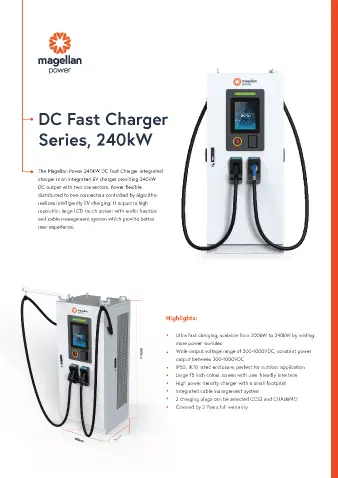 magellan
power
DC Fast Charger
Series, 240kW
The Magellan Power 240kW DC Fast Charger Integrated
charger is an integrated EV charger providing 240kW
DC output with two connectors. Power flexible
distributed to two connectors controlled by algorithm
realizes intelligently EV charging. It equips to high
resolution bright LCD touch screen with audio function
and cable management system which provide better
user experience.
magellan
power
Highlights:
Ultra fast charging, scalable from 200kW to 240kW by adding
more power modules
Wide output voltage range of 300-1000VDC, constant power
output between 300-1000VDC
IP55, IK10 rated enclosure, perfect for outdoor application
Large 15 inch colour screen with user friendly interface
High power density charger with a small footprint
Integrated cable management system
2 charging plugs can be selected CCS2 and CHAdeMO
Covered by 2 Years full warranty
magellan